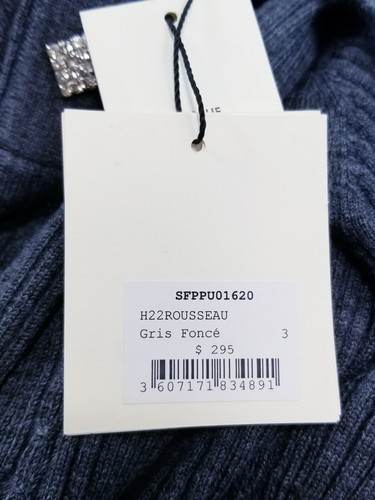 SFPPU01620
H22ROUSSEAU
Gris Foncé 3
$ 295
3 607171 834891